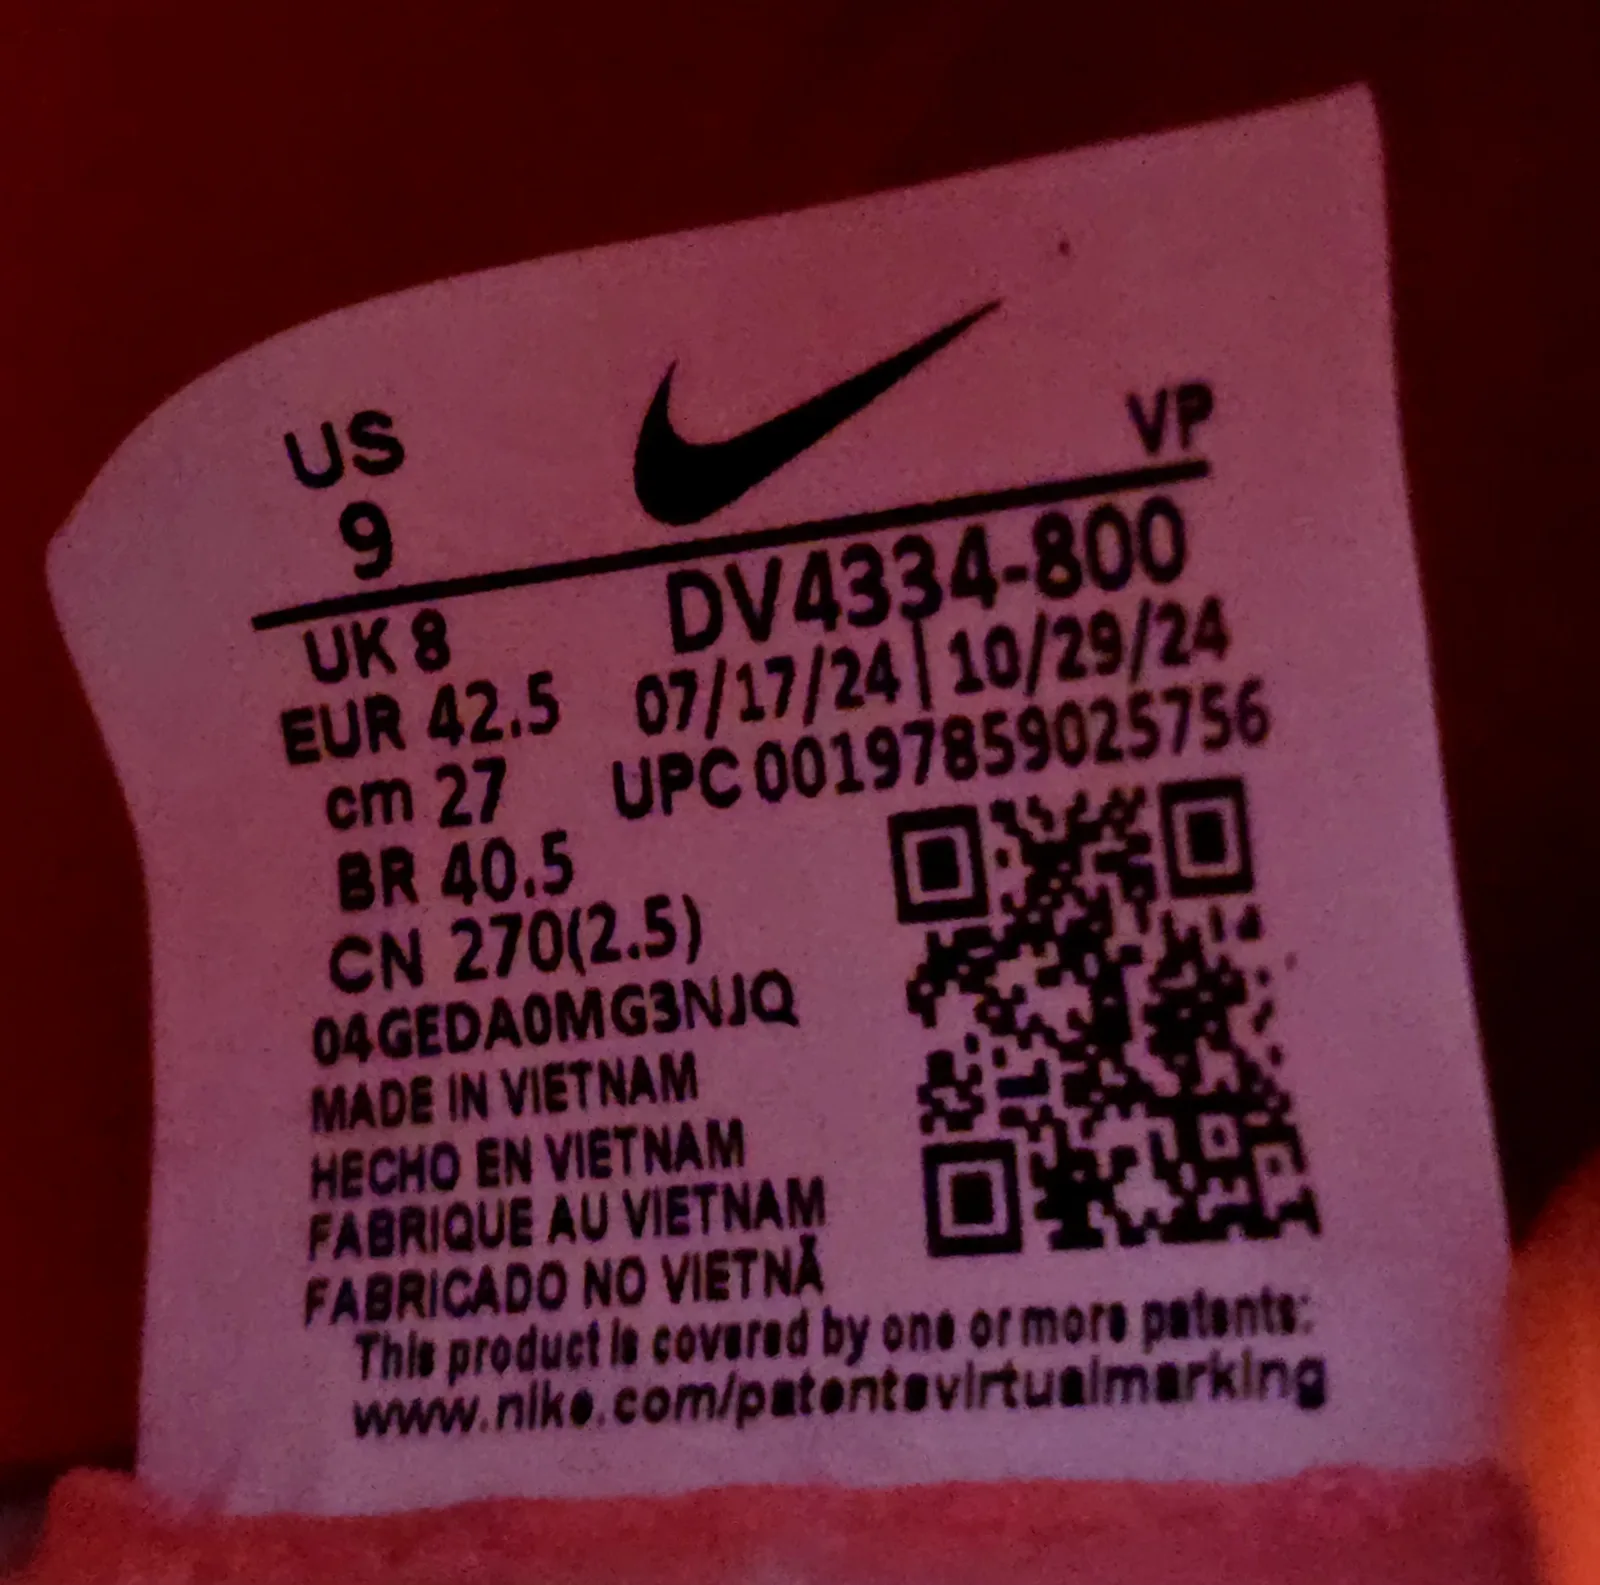 US
9
VP
UK 8
DV4334-800
EUR 42.5
07/17/24|10/29/24
cm 27
UPC 00197859025756
BR 40.5
CN 270(2.5)
04GEDA0MG3NJQ
MADE IN VIETNAM
HECHO EN VIETNAM
FABRIQUE AU VIETNAM
FABRICADO NO VIETNÃ
This product is covered by one or more patents:
www.nike.com/patentsvirtualmarking